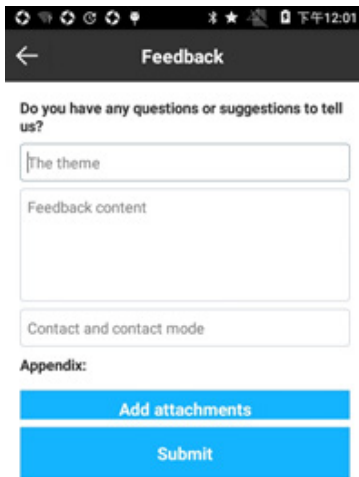 下午12:01
Feedback
Do you have any questions or suggestions to tell
us?
The theme
Feedback content
Contact and contact mode
Appendix:
Add attachments
Submit